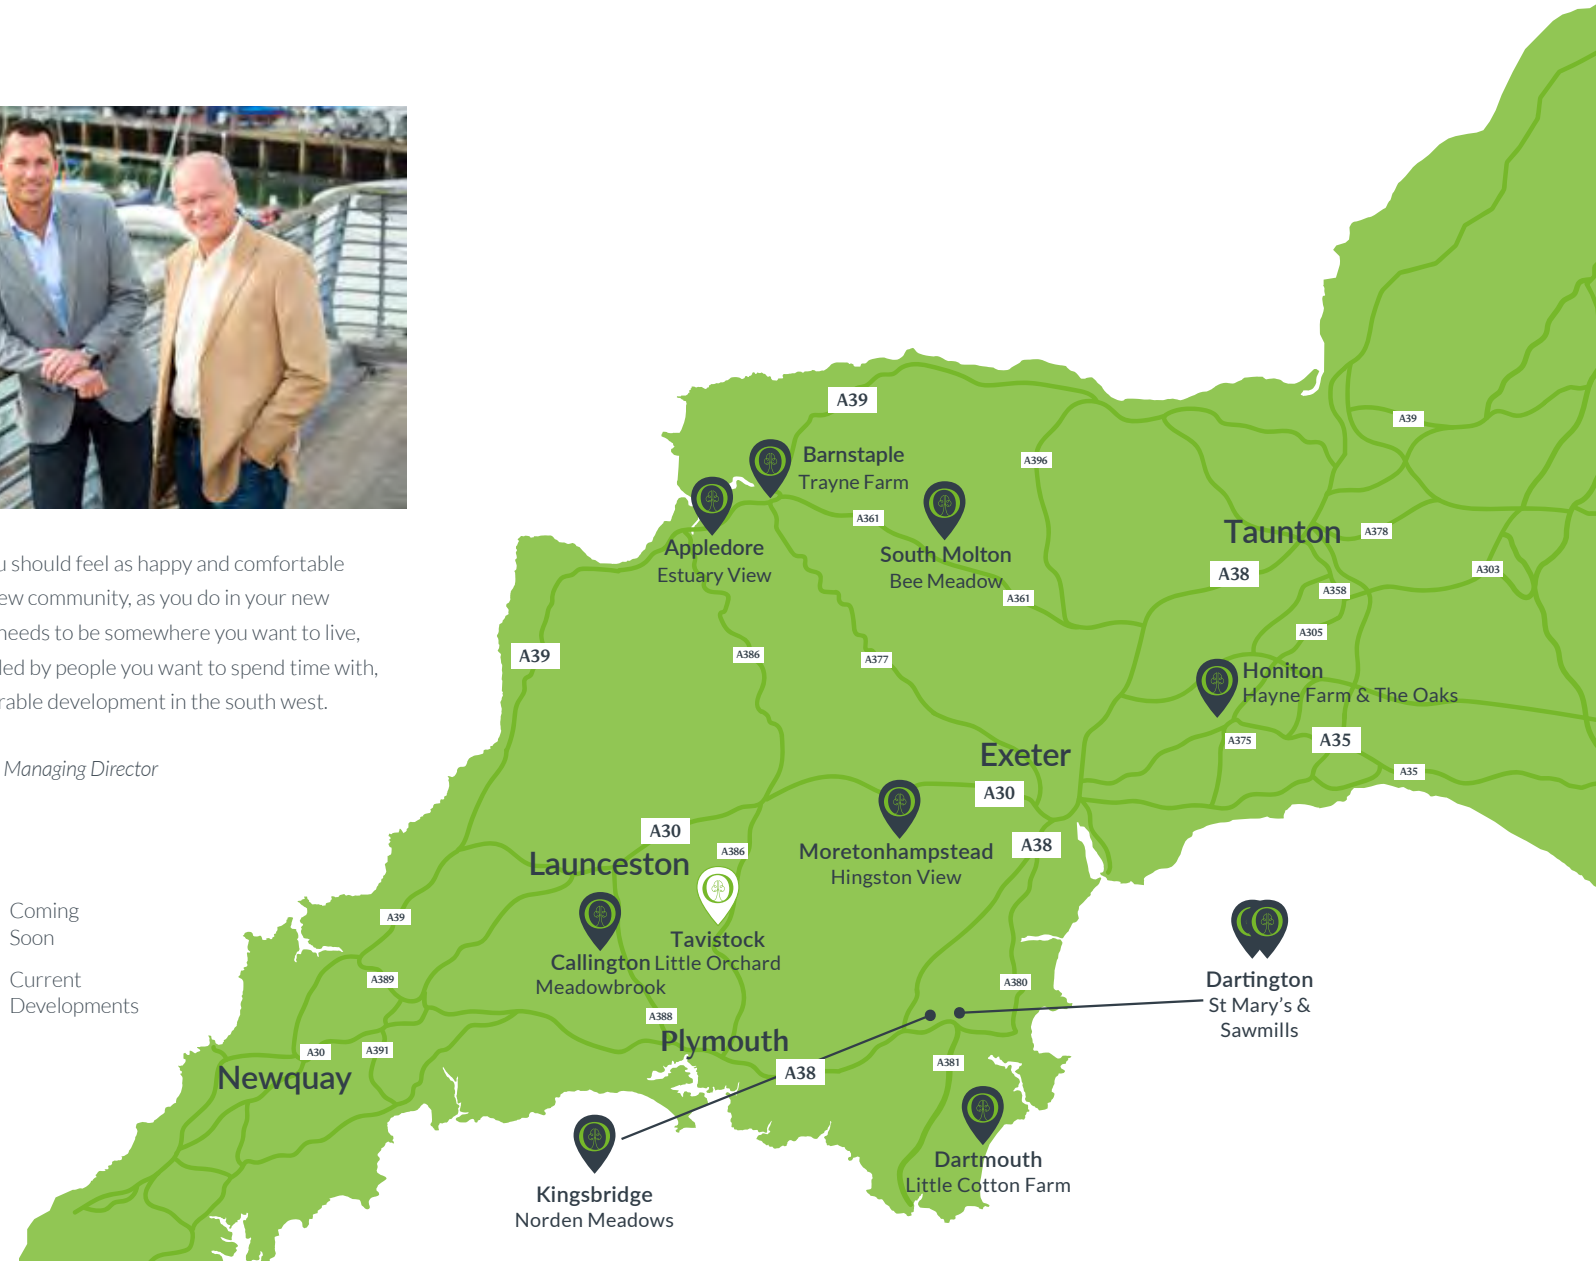 u should feel as happy and comfortable
ew community, as you do in your new
needs to be somewhere you want to live,
led by people you want to spend time with,
rable development in the south west.
Managing Director
Coming
Soon
Current
Developments
A39
Barnstaple
Trayne Farm
A396
A39
A361
Appledore
Estuary View
South Molton
Bee Meadow
A361
Taunton
A378
A38
A303
A358
A305
A39
A386
A377
Honiton
Hayne Farm & The Oaks
A375
A35
A35
Exeter
A30
A38
Moretonhampstead
Hingston View
A30
A386
Launceston
Tavistock
Little Orchard
Callington
Meadowbrook
A39
A389
A388
A380
Dartington
St Mary's &
Sawmills
Plymouth
A38
A381
A30
A391
Newquay
Dartmouth
Little Cotton Farm
Kingsbridge
Norden Meadows